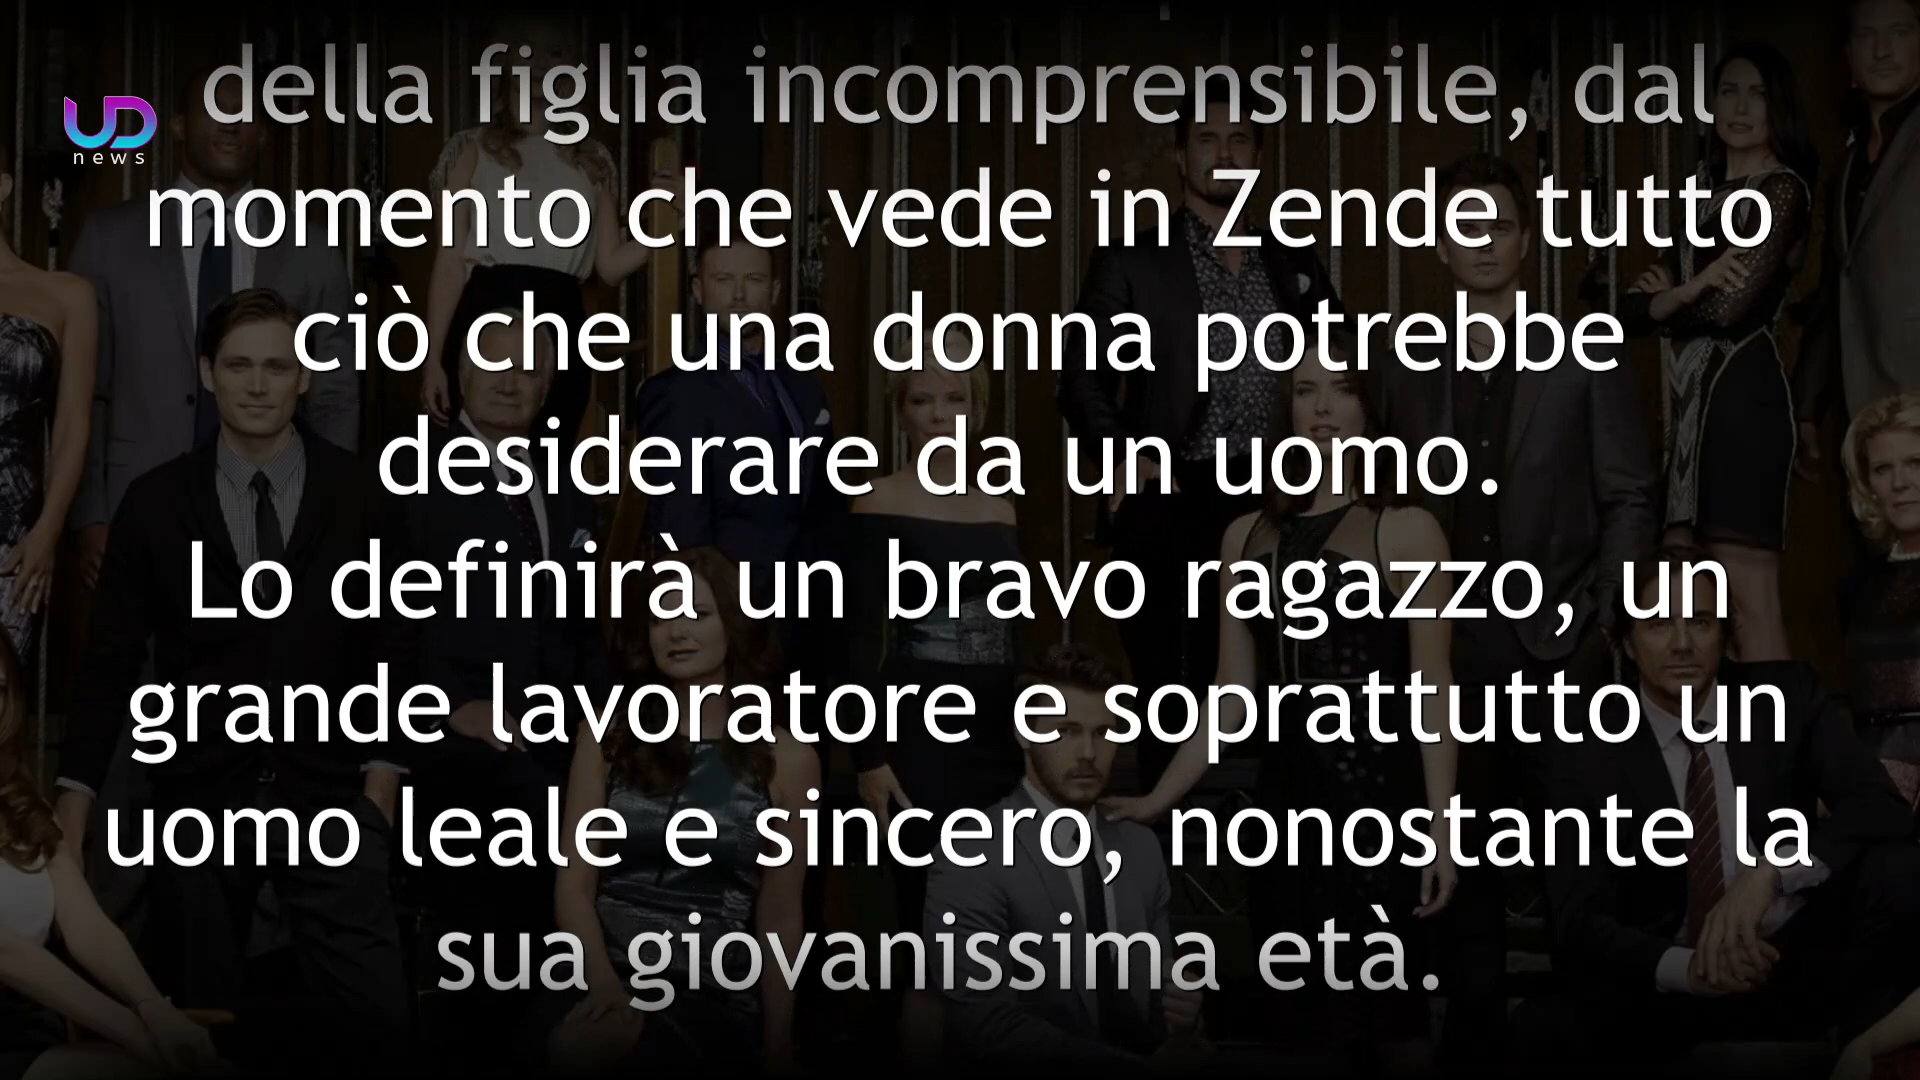 della figlia incomprensibile, dal
UD
news
momento che vede in Zende tutto
ciò che una donna potrebbe
desiderare da un uomo.
Lo definirà un bravo ragazzo, un
grande lavoratore e soprattutto un
uomo leale e sincero, nonostante la
sua giovanissima età.